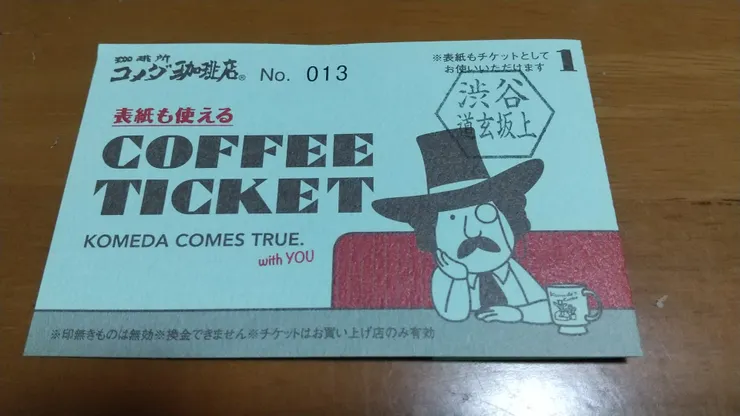 珈琲所
コメダ珈琲店® No. 013
※表紙もチケットとして
お使いいただけます
1
渋谷
道玄坂上
表紙も使える
COFFEE
TICKET
KOMEDA COMES TRUE.
with YOU
※印無きものは無効※換金できません※チケットはお買い上げ店のみ有効